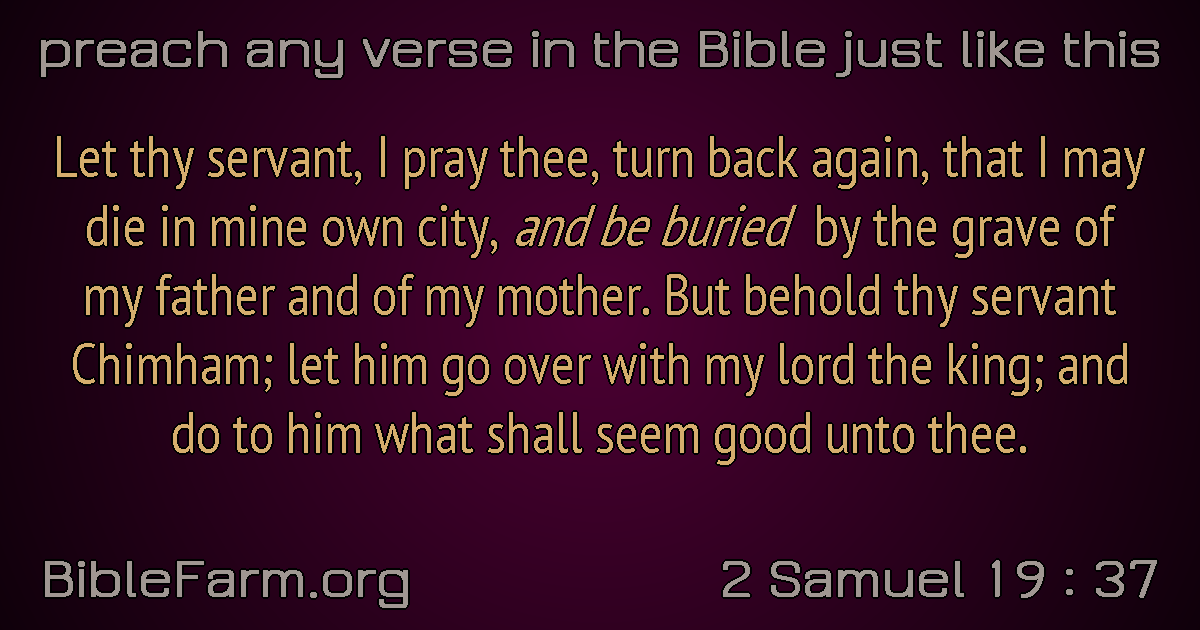 preach any verse in the Bible just like this
Let thy servant, I pray thee, turn back again, that I may
die in mine own city, and be buried by the grave of
my father and of my mother. But behold thy servant
Chimham; let him go over with my lord the king; and
do to him what shall seem good unto thee.
BibleFarm.org
2 Samuel 19 : 37